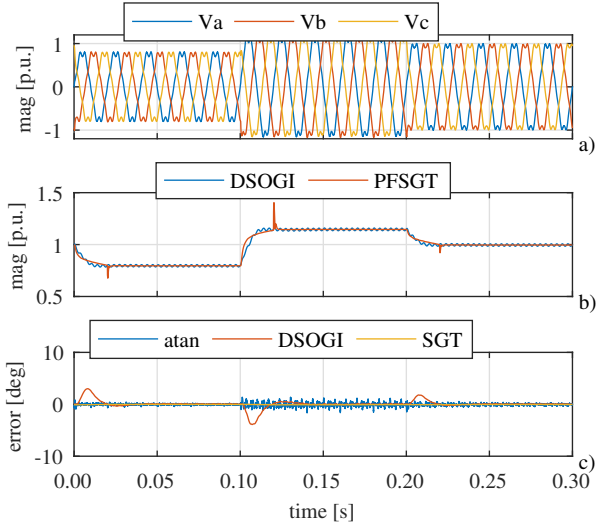 Va Vb Vc
mag [p.u.]
1
0
-1
a)
DSOGI PFSGT
mag [p.u.]
1.5
1
0.5
b)
atan DSOGI SGT
error [deg]
10
0
-10
c)
0.00 0.05 0.10 0.15 0.20 0.25 0.30
time [s]